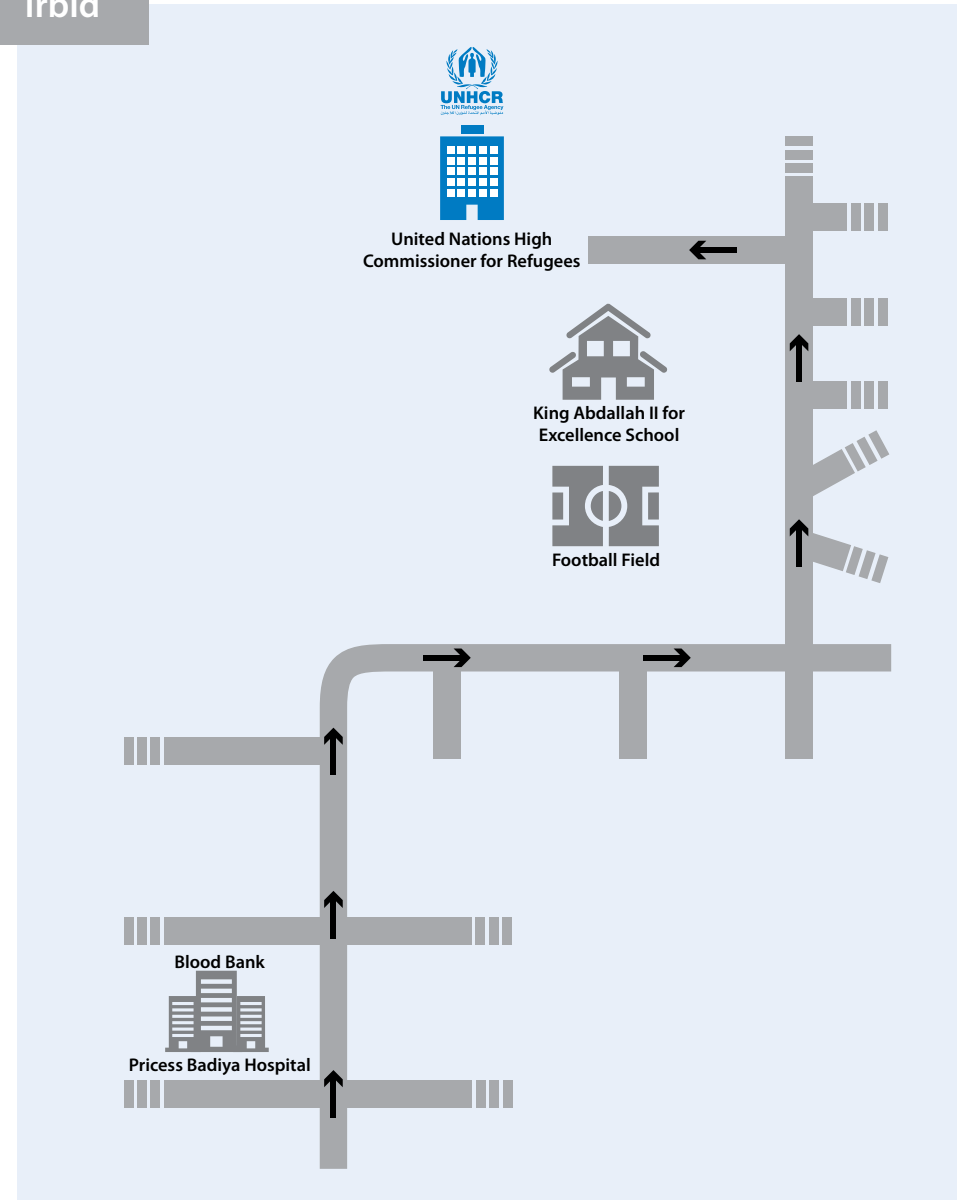 Irbid
UNHCR
The UN Refugee Agency
United Nations High
Commissioner for Refugees
King Abdallah II for
Excellence School
Football Field
Blood Bank
Pricess Badiya Hospital